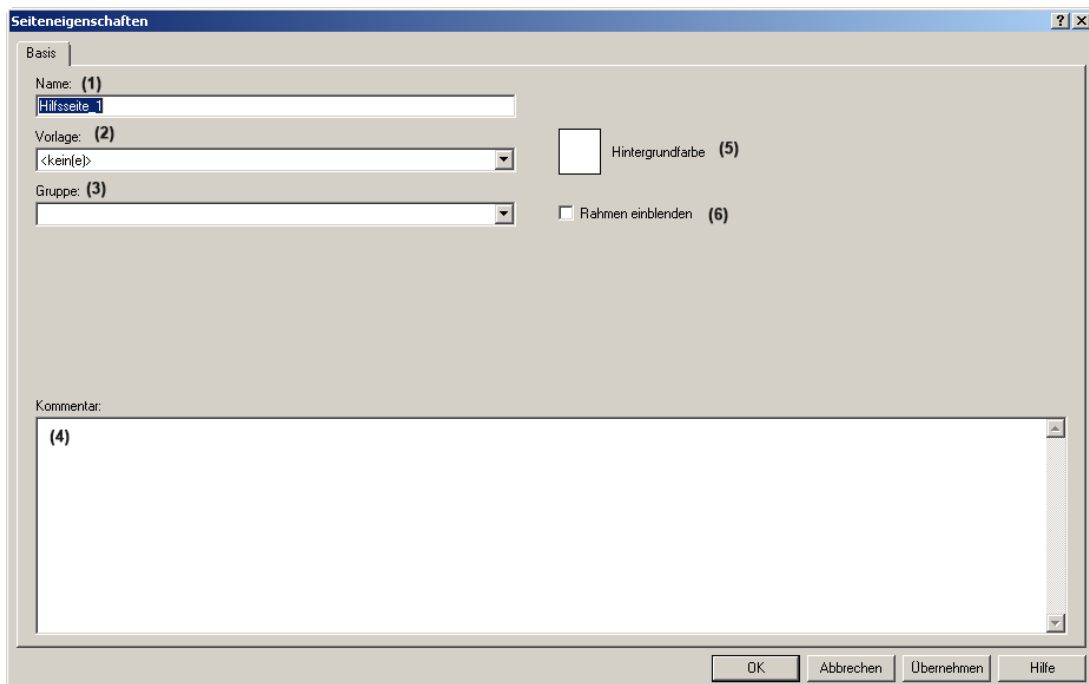 Seiteneigenschaften
Basis
Name: (1)
Hilfsseite_1
Vorlage: (2)
<kein(e)>
Hintergrundfarbe (5)
Gruppe: (3)
Rahmen einblenden (6)
Kommentar:
(4)
OK Abbrechen Übernehmen Hilfe